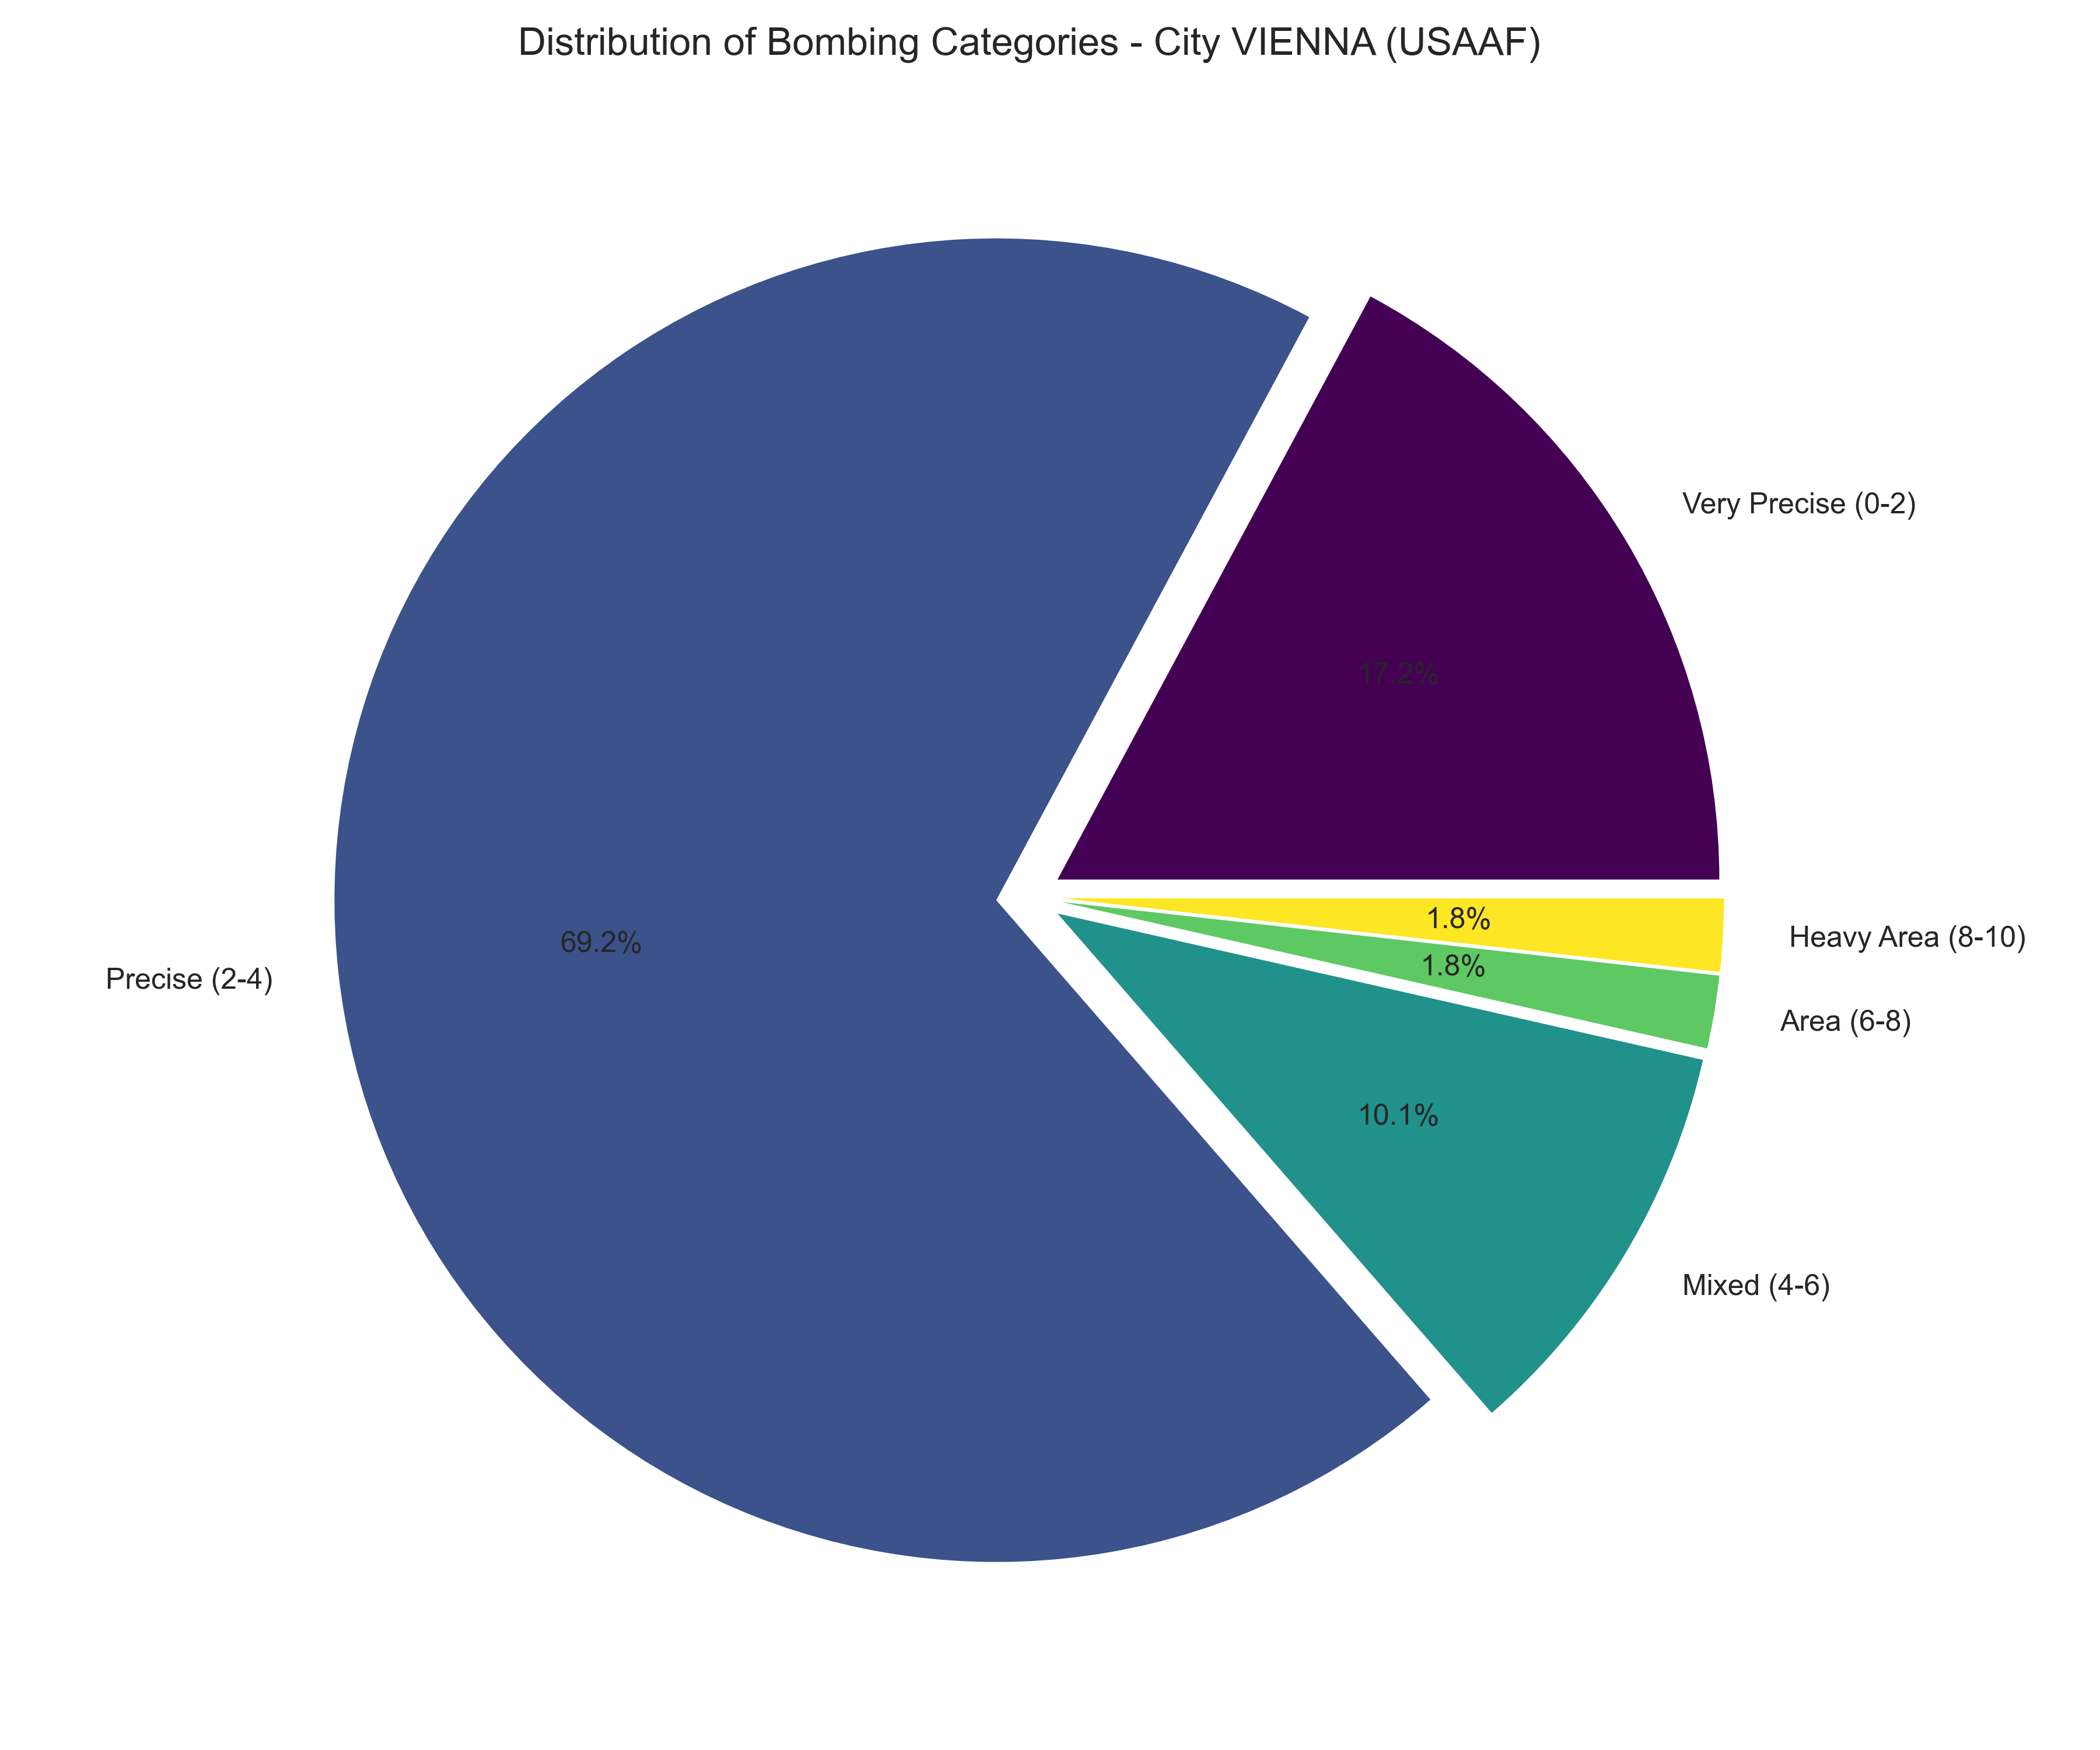 Distribution of Bombing Categories - City VIENNA (USAAF)
Very Precise (0-2)
17.2%
1.8%
Heavy Area (8-10)
69.2%
1.8%
Precise (2-4)
Area (6-8)
10.1%
Mixed (4-6)